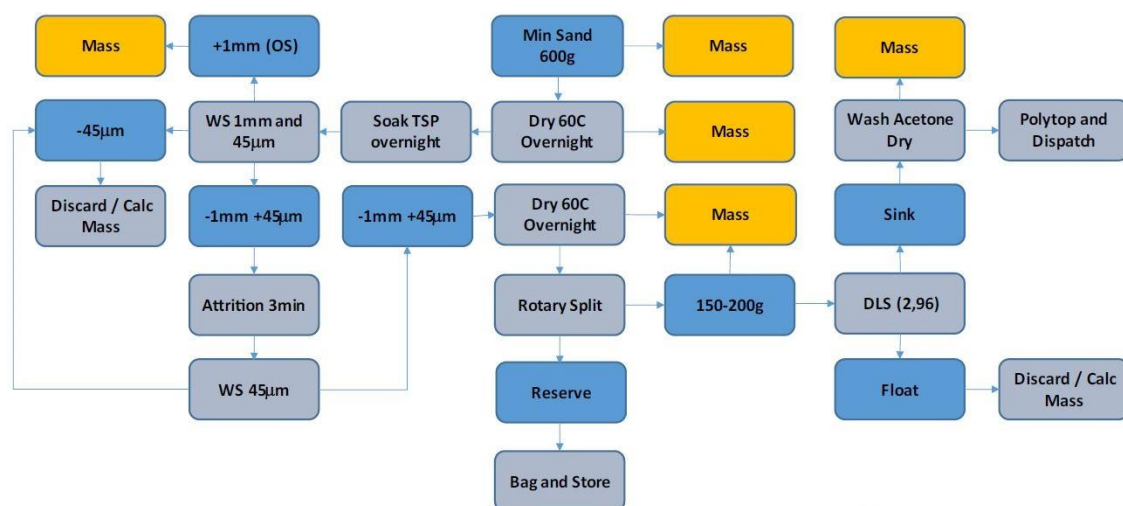 Mass
+1mm (OS)
Min Sand
600g
Mass
Mass
-45µm
WS 1mm and
45µm
Soak TSP
overnight
Dry 60C
Overnight
Mass
Wash Acetone
Dry
Polytop and
Dispatch
Discard / Calc
Mass
-1mm +45µm
-1mm +45µm
Dry 60C
Overnight
Mass
Sink
Attrition 3min
Rotary Split
150-200g
DLS (2,96)
WS 45µm
Reserve
Float
Discard / Calc
Mass
Bag and Store